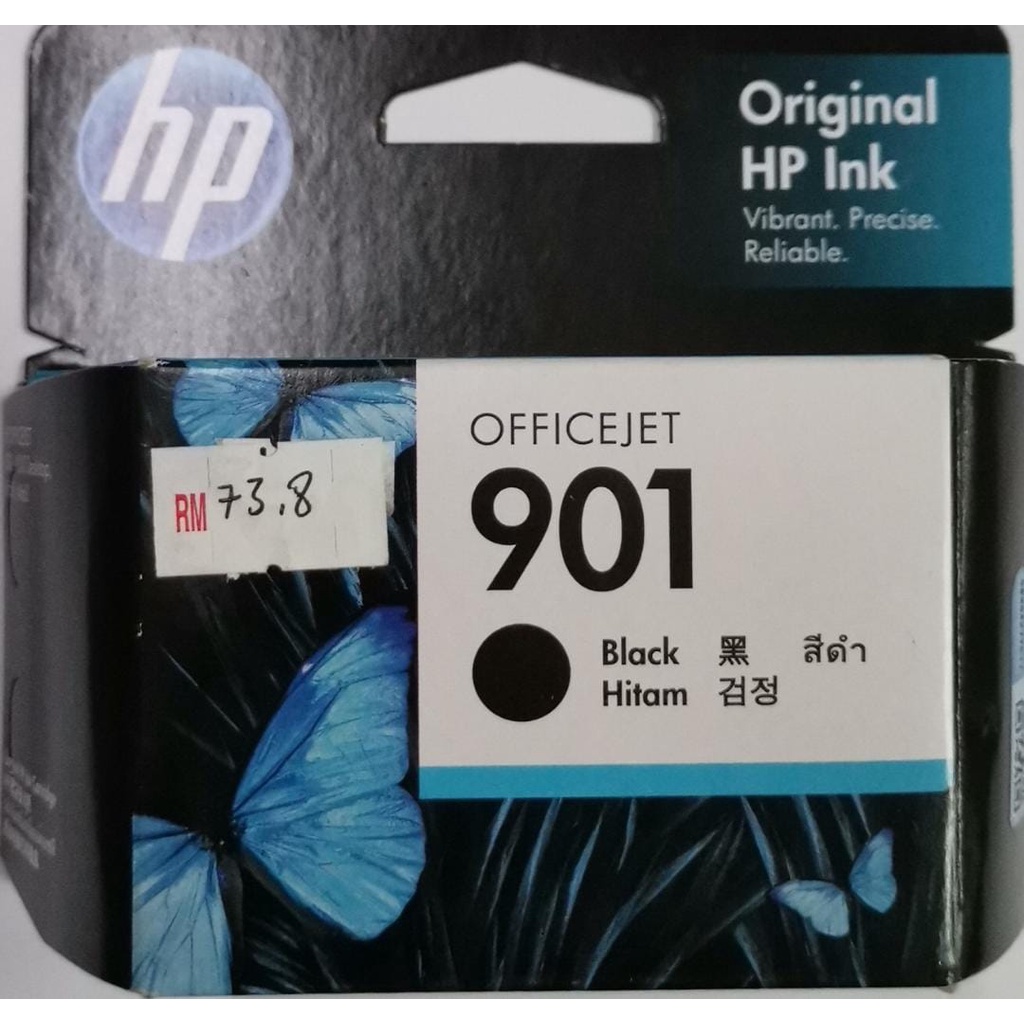 hp
Original
HP Ink
Vibrant. Precise.
Reliable.
OFFICEJET
901
RM 73.8
Black 黑 สีดำ
Hitam 검정